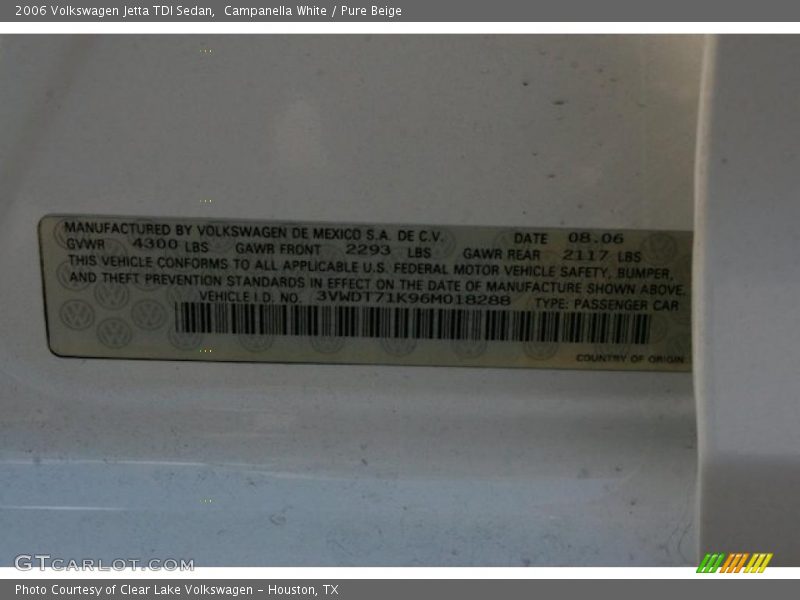 2006 Volkswagen Jetta TDI Sedan,  Campanella White / Pure Beige
MANUFACTURED BY VOLKSWAGEN DE MEXICO S.A. DE C.V. DATE 08.06
GVWR 4300 LBS GAWR FRONT 2293 LBS GAWR REAR 2117 LBS
THIS VEHICLE CONFORMS TO ALL APPLICABLE U.S. FEDERAL MOTOR VEHICLE SAFETY, BUMPER,
AND THEFT PREVENTION STANDARDS IN EFFECT ON THE DATE OF MANUFACTURE SHOWN ABOVE.
VEHICLE I.D. NO. 3VWDT71K96M018288 TYPE: PASSENGER CAR
COUNTRY OF ORIGIN
GTCARLOT.COM
Photo Courtesy of Clear Lake Volkswagen – Houston, TX